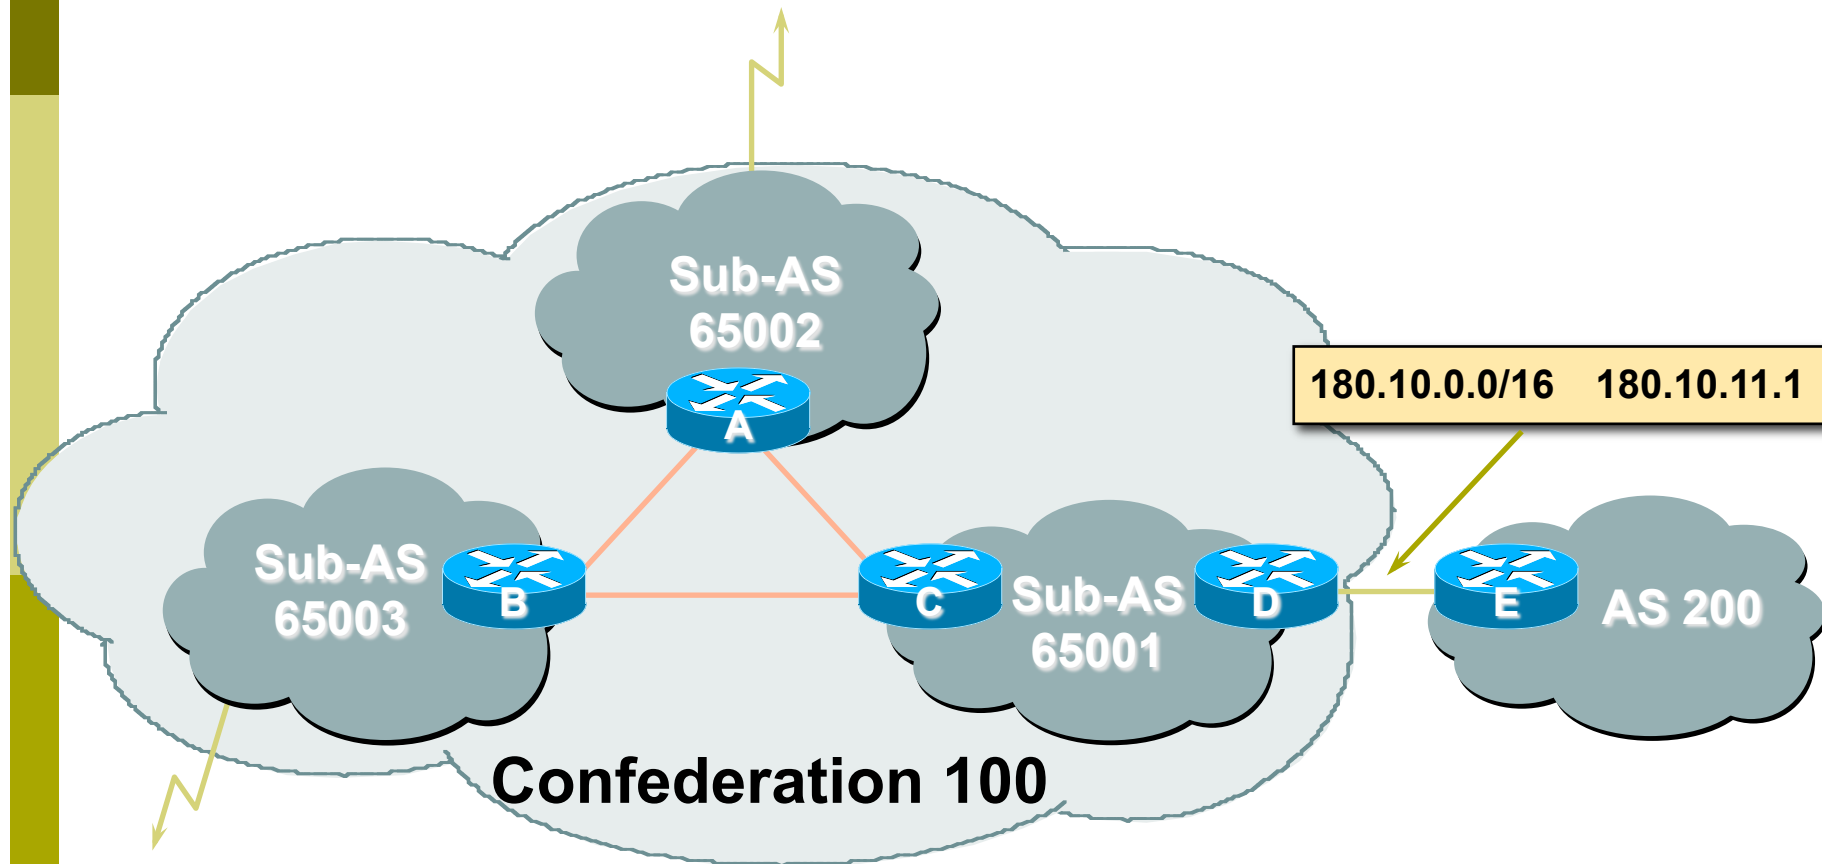 Sub-AS
65002
A
180.10.0.0/16 180.10.11.1
Sub-AS
65003
B
C
Sub-AS
65001
D
E
AS 200
Confederation 100